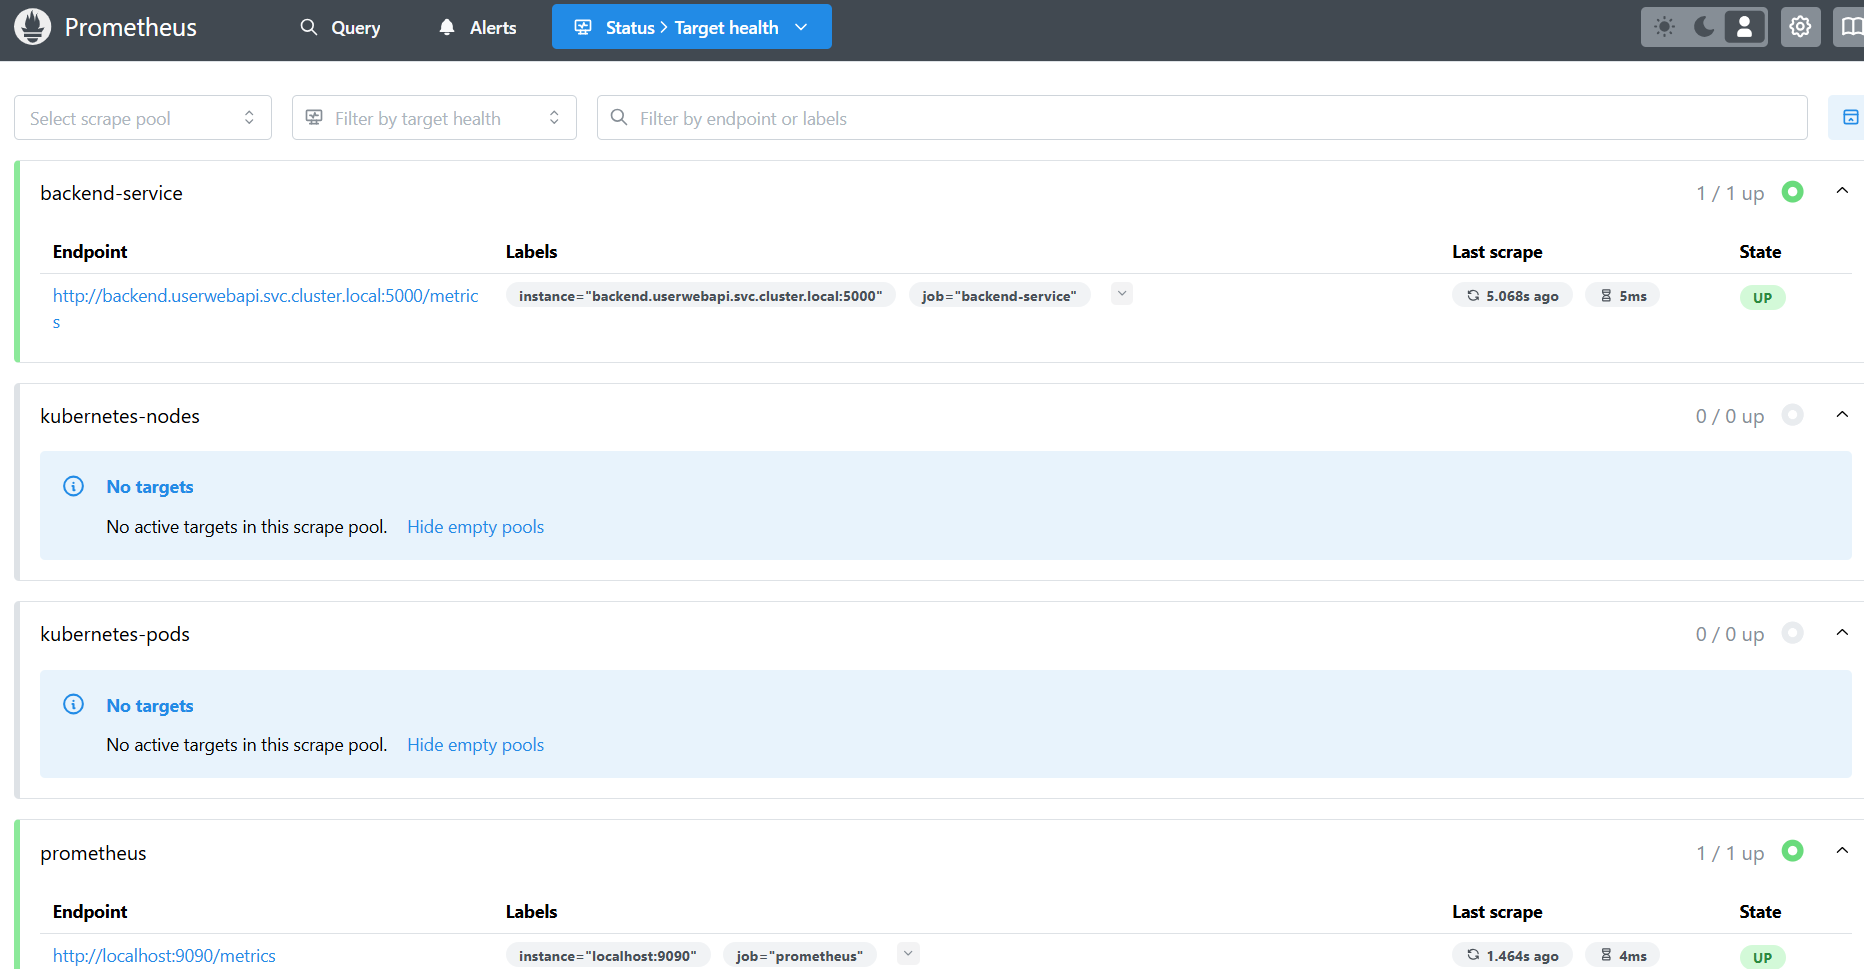 Prometheus
Query
Alerts
Status > Target health
Select scrape pool
Filter by target health
Filter by endpoint or labels
backend-service
1 / 1 up
Endpoint
Labels
Last scrape
State
http://backend.userwebapi.svc.cluster.local:5000/metric
s
instance="backend.userwebapi.svc.cluster.local:5000"
job="backend-service"
5.068s ago
5ms
UP
kubernetes-nodes
0 / 0 up
No targets
No active targets in this scrape pool. Hide empty pools
kubernetes-pods
0 / 0 up
No targets
No active targets in this scrape pool. Hide empty pools
prometheus
1 / 1 up
Endpoint
Labels
Last scrape
State
http://localhost:9090/metrics
instance="localhost:9090"
job="prometheus"
1.464s ago
4ms
UP